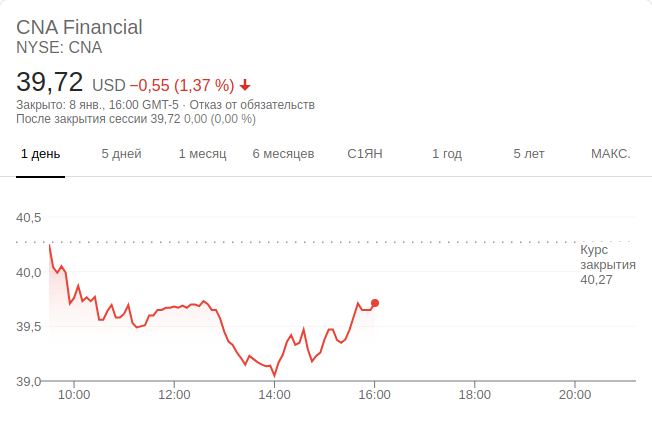 CNA Financial
NYSE: CNA
39,72 USD −0,55 (1,37 %)
Закрыто: 8 янв., 16:00 GMT-5 · Отказ от обязательств
После закрытия сессии 39,72 0,00 (0,00 %)
1 день 5 дней 1 месяц 6 месяцев С1ЯН 1 год 5 лет МАКС.
40,5
Курс
закрытия
40,27
40,0
39,5
39,0
10:00 12:00 14:00 16:00 18:00 20:00